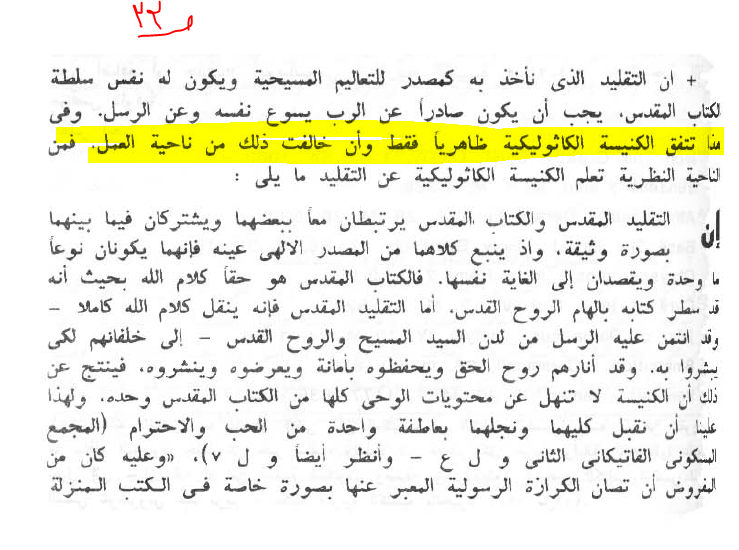 ٢٢
+ ان التقليد الذى نأخذ به كمصدر للتعاليم المسيحية ويكون له نفس سلطة
لكتاب المقدس، يجب أن يكون صادراً عن الرب يسوع نفسه وعن الرسل. وفى
هذا تتفق الكنيسة الكاثوليكية ظاهرياً فقط وأن خالفت ذلك من ناحية العمل. فمن
الناحية النظرية تعلم الكنيسة الكاثوليكية عن التقليد ما يلى :
إن التقليد المقدس والكتاب المقدس يرتبطان معاً ببعضهما ويشتركان فيما بينهما
بصورة وثيقة، واذ ينبع كلاهما من المصدر الالهى عينه فإنهما يكونان نوعاً
ما وحدة ويقصدان إلى الغاية نفسها. فالكتاب المقدس هو حقاً كلام الله بحيث أنه
قد سطر كتابه بالهام الروح القدس. أما التقليد المقدس فإنه ينقل كلام الله كاملا -
وقد ائتمن عليه الرسل من لدن السيد المسيح والروح القدس - إلى خلفائهم لكى
يبشروا به. وقد أنارهم روح الحق ويحفظوه بأمانة ويعرضوه وينشروه، فينتج عن
ذلك أن الكنيسة لا تنهل عن محتويات الوحى كلها من الكتاب المقدس وحده، ولهذا
علينا أن نقبل كليهما ونجلهما بعاطفة واحدة من الحب والاحترام (المجمع
المسكونى الفاتيكانى الثانى و ل ع - وأنظر أيضاً و ل ٧)، «وعليه كان من
المفروض أن تصان الكرازة الرسولية المعبر عنها بصورة خاصة فى الكتب المنزلة